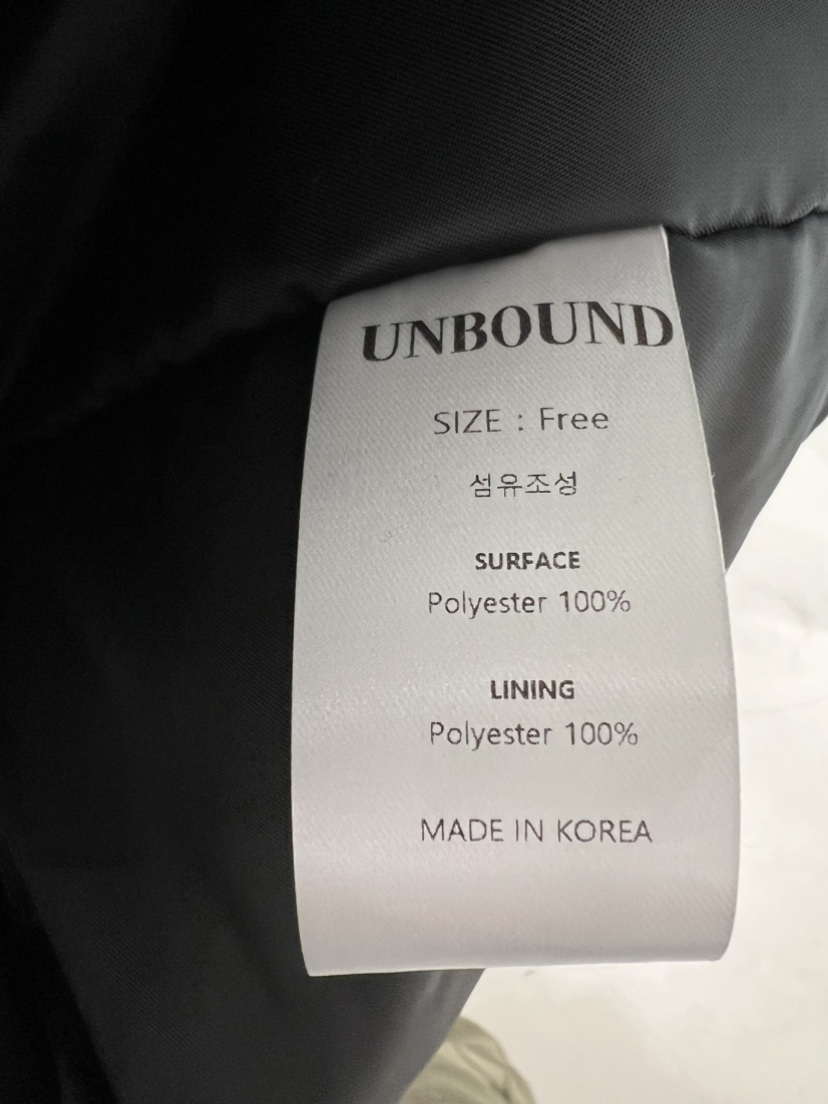 UNBOUND
SIZE : Free
섬유조성
SURFACE
Polyester 100%
LINING
Polyester 100%
MADE IN KOREA